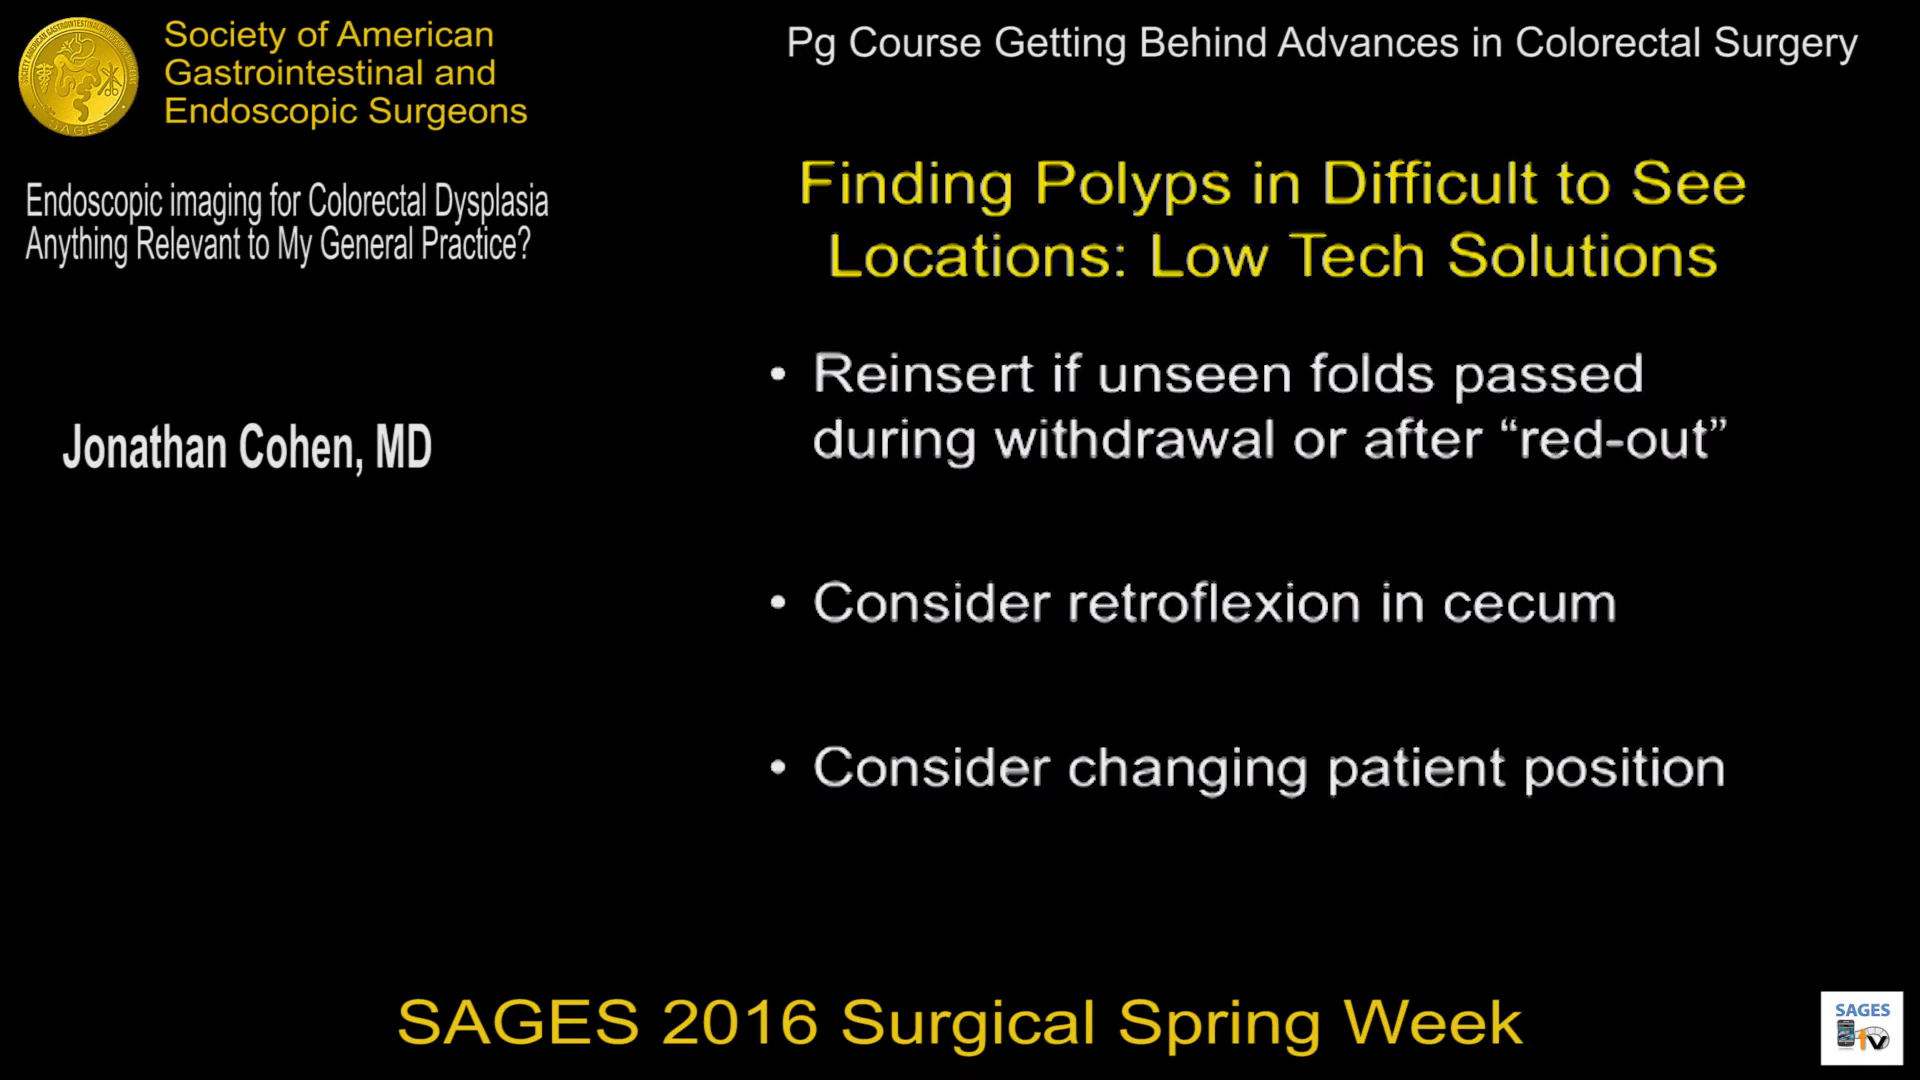 Society of American
Gastrointestinal and
Endoscopic Surgeons
Pg Course Getting Behind Advances in Colorectal Surgery
Endoscopic imaging for Colorectal Dysplasia
Anything Relevant to My General Practice?
Jonathan Cohen, MD
Finding Polyps in Difficult to See
Locations: Low Tech Solutions
• Reinsert if unseen folds passed
during withdrawal or after “red-out”
• Consider retroflexion in cecum
• Consider changing patient position
SAGES 2016 Surgical Spring Week
SAGES
tv
SAGES